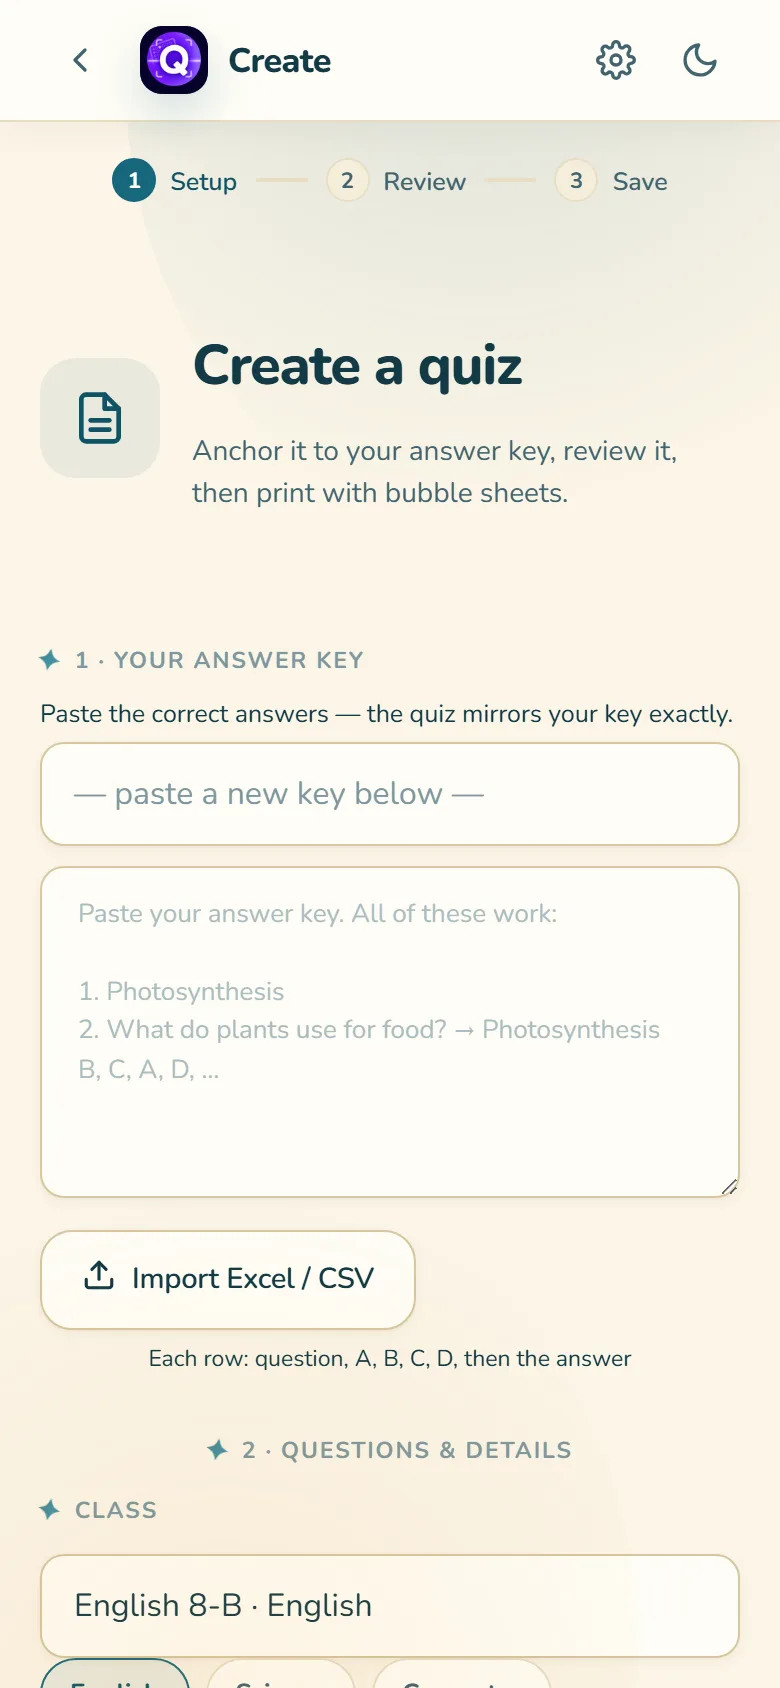 Q
Create
1 Setup 2 Review 3 Save
Create a quiz
Anchor it to your answer key, review it,
then print with bubble sheets.
1 · YOUR ANSWER KEY
Paste the correct answers — the quiz mirrors your key exactly.
— paste a new key below —
Paste your answer key. All of these work:
1. Photosynthesis
2. What do plants use for food? → Photosynthesis
B, C, A, D, ...
Import Excel / CSV
Each row: question, A, B, C, D, then the answer
2 · QUESTIONS & DETAILS
CLASS
English 8-B · English
English